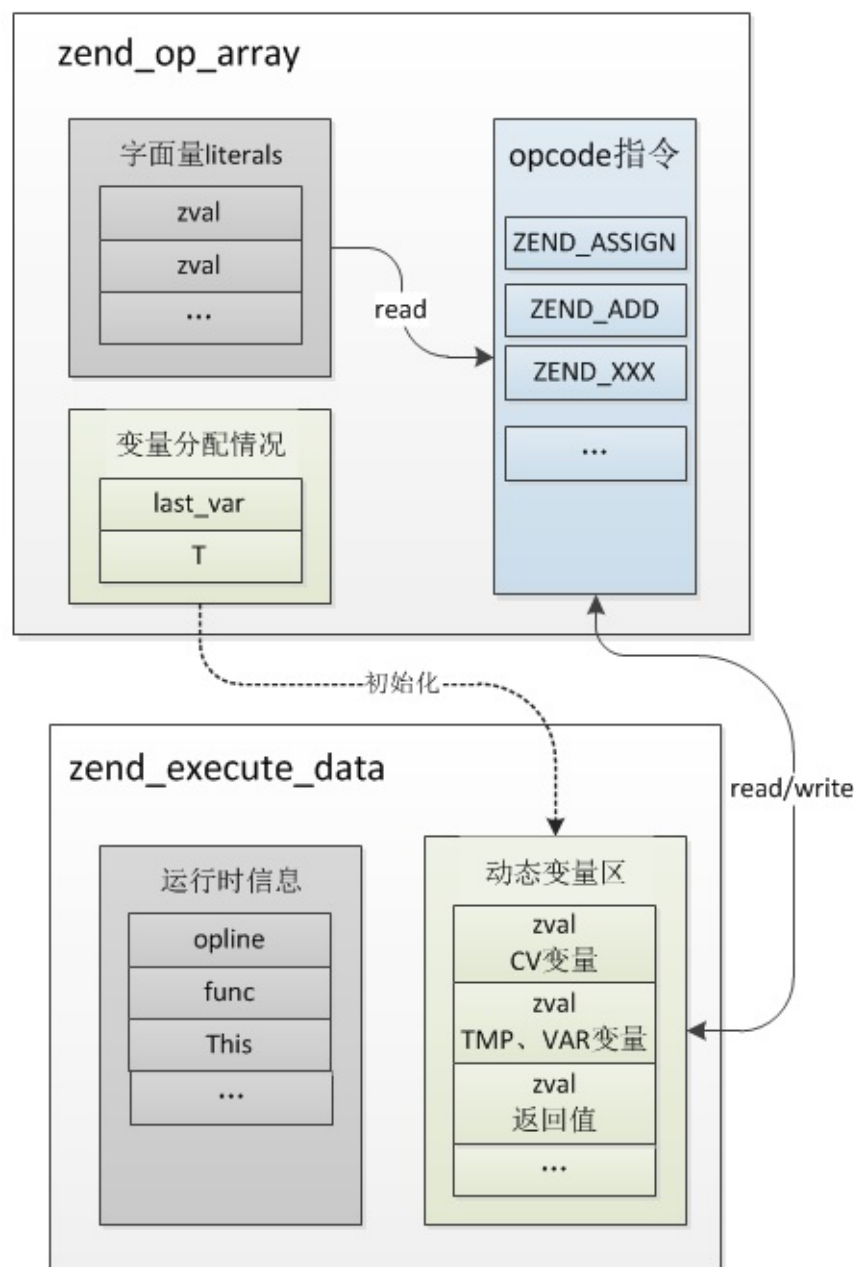 zend_op_array
字面量literals
zval
zval
...
read
opcode指令
ZEND_ASSIGN
ZEND_ADD
ZEND_XXX
...
变量分配情况
last_var
T
初始化
read/write
zend_execute_data
运行时信息
opline
func
This
...
动态变量区
zval
CV变量
zval
TMP、VAR变量
zval
返回值
...